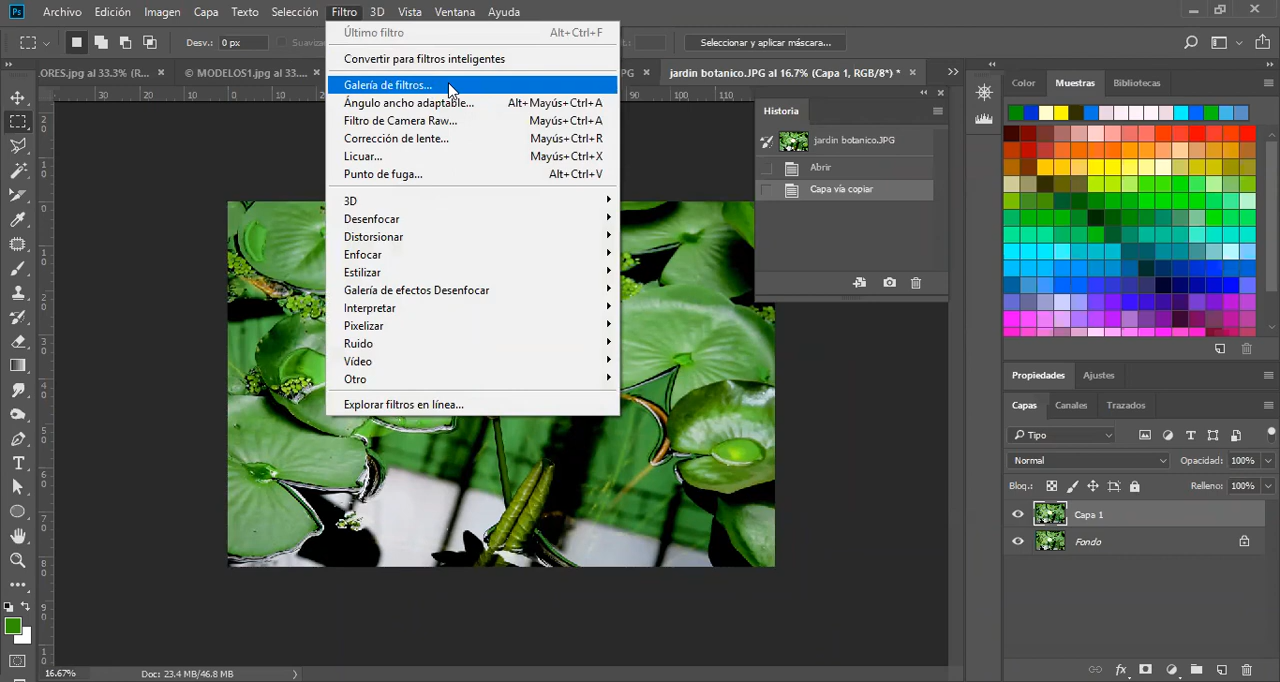 Ps Archivo Edición Imagen Capa Texto Selección Filtro 3D Vista Ventana Ayuda
Desv.: 0 px Seleccionar y aplicar máscara...
.ORES.jpg al 33.3% (R... × © MODELOS1.jpg al 33.... × PG × jardin botanico.JPG al 16.7% (Capa 1, RGB/8*) * ×
Último filtro Alt+Ctrl+F
Convertir para filtros inteligentes
Galería de filtros...
Ángulo ancho adaptable... Alt+Mayús+Ctrl+A
Filtro de Camera Raw... Mayús+Ctrl+A
Corrección de lente... Mayús+Ctrl+R
Licuar... Mayús+Ctrl+X
Punto de fuga... Alt+Ctrl+V
3D
Desenfocar
Distorsionar
Enfocar
Estilizar
Galería de efectos Desenfocar
Interpretar
Pixelizar
Ruido
Vídeo
Otro
Explorar filtros en línea...
Historia
jardin botanico.JPG
Abrir
Capa vía copiar
Color Muestras Bibliotecas
Propiedades Ajustes
Capas Canales Trazados
Tipo
Normal Opacidad: 100%
Bloq.: Relleno: 100%
Capa 1
Fondo
16.67% Doc: 23.4 MB/46.8 MB